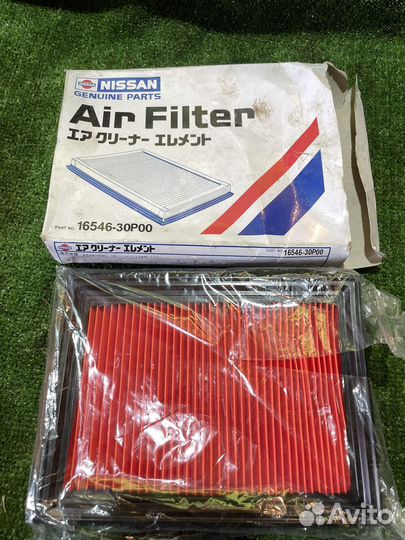 NISSAN
GENUINE PARTS
Air Filter
エア クリーナー エレメント
PART NO. 16546-30P00
エア クリーナー エレメント
PART NO. 16546-30P00
Avito